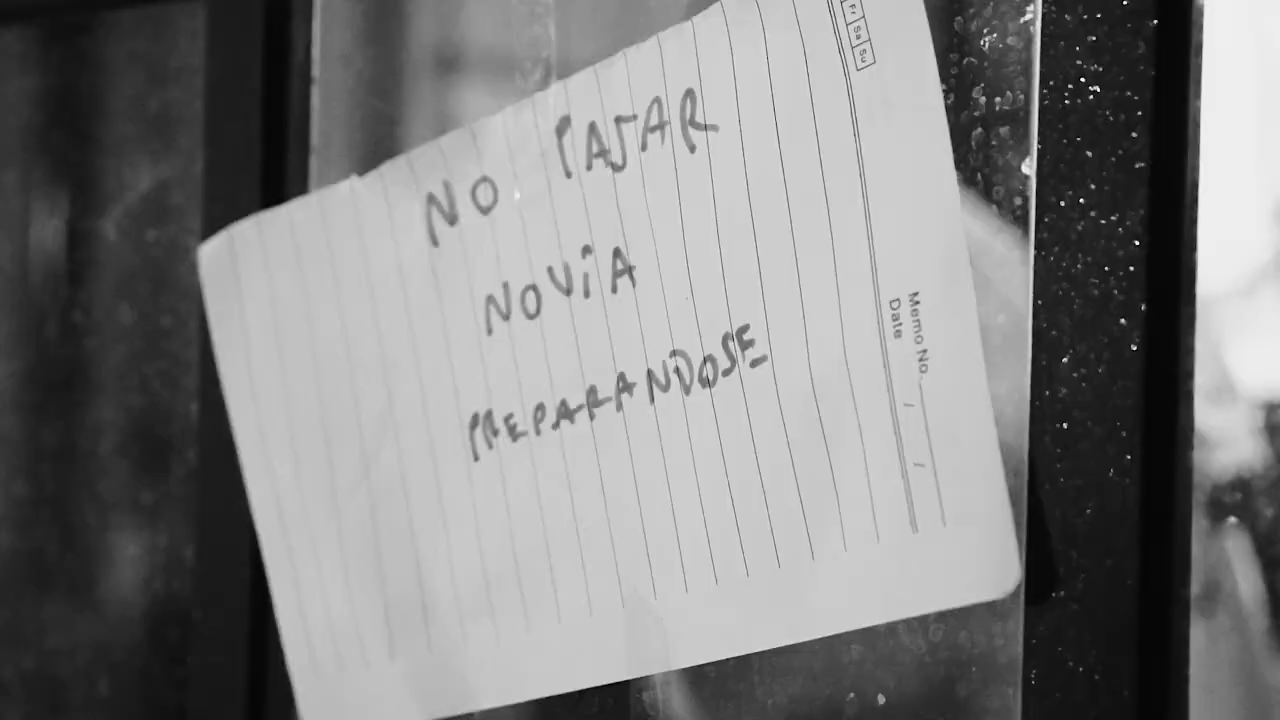 NO PASAR
NOViA
PREPARANDOSE
Fr Sa Su
Memo No.
Date / /